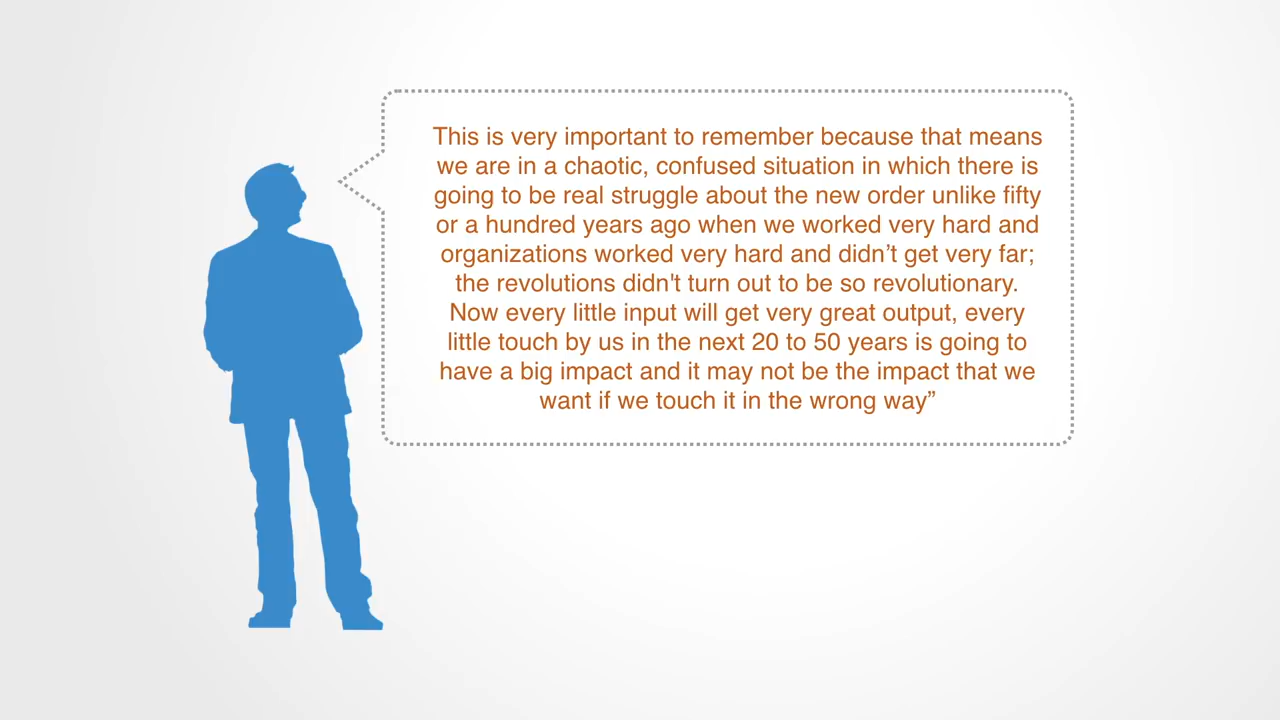 This is very important to remember because that means
we are in a chaotic, confused situation in which there is
going to be real struggle about the new order unlike fifty
or a hundred years ago when we worked very hard and
organizations worked very hard and didn’t get very far;
the revolutions didn't turn out to be so revolutionary.
Now every little input will get very great output, every
little touch by us in the next 20 to 50 years is going to
have a big impact and it may not be the impact that we
want if we touch it in the wrong way”